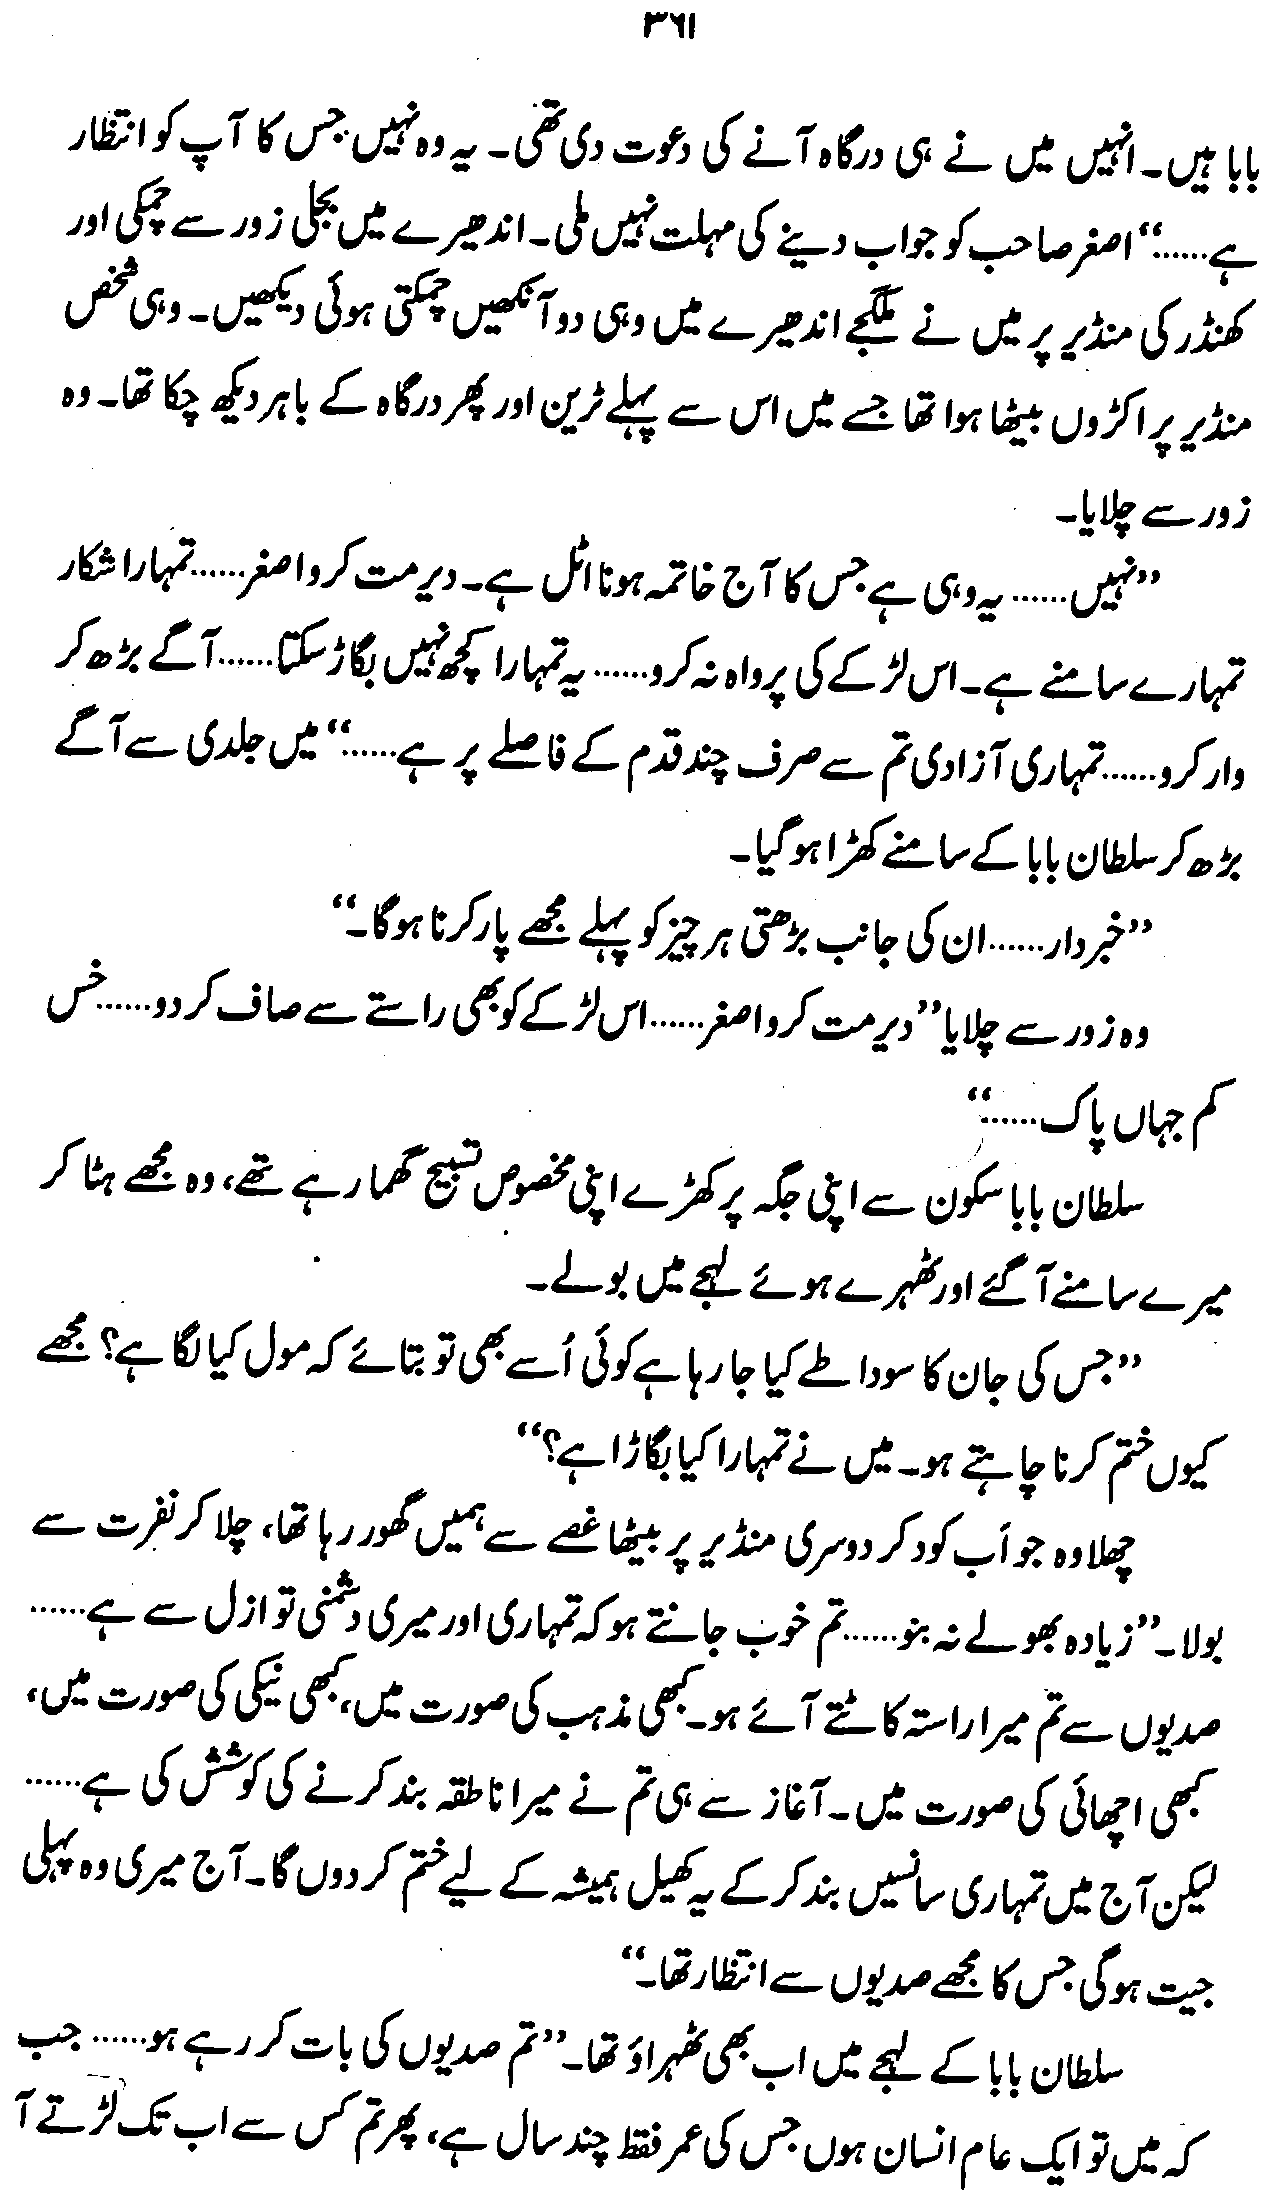 ۳۶۱
بابا ہیں۔ انہیں میں نے ہی درگاہ آنے کی دعوت دی تھی۔ یہ وہ نہیں جس کا آپ کو انتظار
ہے......‘‘ اصغر صاحب کو جواب دینے کی مہلت نہیں ملی۔ اندھیرے میں بجلی زور سے چمکی اور
کھنڈر کی منڈیر پر میں نے ملگجے اندھیرے میں وہی دو آنکھیں چمکتی ہوئی دیکھیں۔ وہی شخص
منڈیر پر اکڑوں بیٹھا ہوا تھا جسے میں اس سے پہلے ٹرین اور پھر درگاہ کے باہر دیکھ چکا تھا۔ وہ
زور سے چلایا۔
’’نہیں...... یہ وہی ہے جس کا آج خاتمہ ہونا اٹل ہے۔ دیر مت کرو اصغر...... تمہارا شکار
تمہارے سامنے ہے۔ اس لڑکے کی پرواہ نہ کرو...... یہ تمہارا کچھ نہیں بگاڑ سکتا...... آگے بڑھ کر
وار کرو...... تمہاری آزادی تم سے صرف چند قدم کے فاصلے پر ہے......‘‘ میں جلدی سے آگے
بڑھ کر سلطان بابا کے سامنے کھڑا ہو گیا۔
’’خبردار...... ان کی جانب بڑھتی ہر چیز کو پہلے مجھے پار کرنا ہوگا۔‘‘
وہ زور سے چلایا ’’دیر مت کرو اصغر...... اس لڑکے کو بھی راستے سے صاف کر دو...... خس
کم جہاں پاک......‘‘
سلطان بابا سکون سے اپنی جگہ پر کھڑے اپنی مخصوص تسبیح گھما رہے تھے، وہ مجھے ہٹا کر
میرے سامنے آ گئے اور ٹھہرے ہوئے لہجے میں بولے۔
’’جس کی جان کا سودا طے کیا جا رہا ہے کوئی اُسے بھی تو بتائے کہ مول کیا لگا ہے؟ مجھے
کیوں ختم کرنا چاہتے ہو۔ میں نے تمہارا کیا بگاڑا ہے؟‘‘
چھلاوہ جو اَب کود کر دوسری منڈیر پر بیٹھا غصے سے ہمیں گھور رہا تھا، چلا کر نفرت سے
بولا۔ ’’زیادہ بھولے نہ بنو...... تم خوب جانتے ہو کہ تمہاری اور میری دشمنی تو ازل سے ہے......
صدیوں سے تم میرا راستہ کاٹتے آئے ہو۔ کبھی مذہب کی صورت میں، کبھی نیکی کی صورت میں،
کبھی اچھائی کی صورت میں۔ آغاز سے ہی تم نے میرا ناطقہ بند کرنے کی کوشش کی ہے......
لیکن آج میں تمہاری سانسیں بند کر کے یہ کھیل ہمیشہ کے لیے ختم کر دوں گا۔ آج میری وہ پہلی
جیت ہوگی جس کا مجھے صدیوں سے انتظار تھا۔‘‘
سلطان بابا کے لہجے میں اب بھی ٹھہراؤ تھا۔ ’’تم صدیوں کی بات کر رہے ہو...... جب
کہ میں تو ایک عام انسان ہوں جس کی عمر فقط چند سال ہے، پھر تم کس سے اب تک لڑتے آ